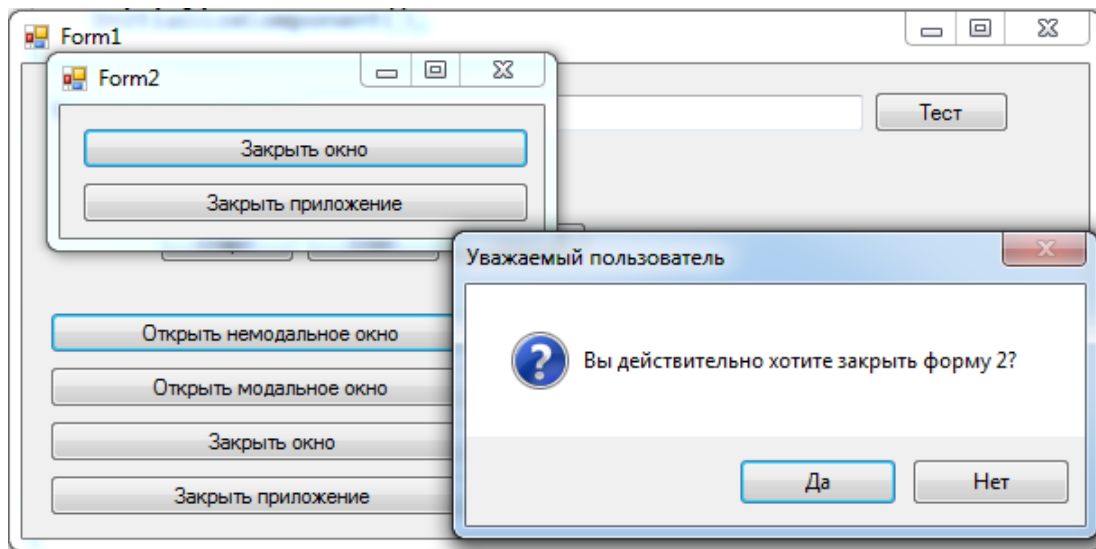 InitializeComponent();
Form1
Form2
Тест
Закрыть окно
Закрыть приложение
Уважаемый пользователь
Вы действительно хотите закрыть форму 2?
Открыть немодальное окно
Открыть модальное окно
Закрыть окно
Закрыть приложение
Да
Нет